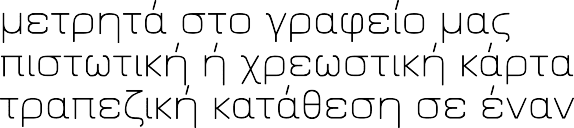 μετρητά στο γραφείο μας
πιστωτική ή χρεωστική κάρτα
τραπεζική κατάθεση σε έναν